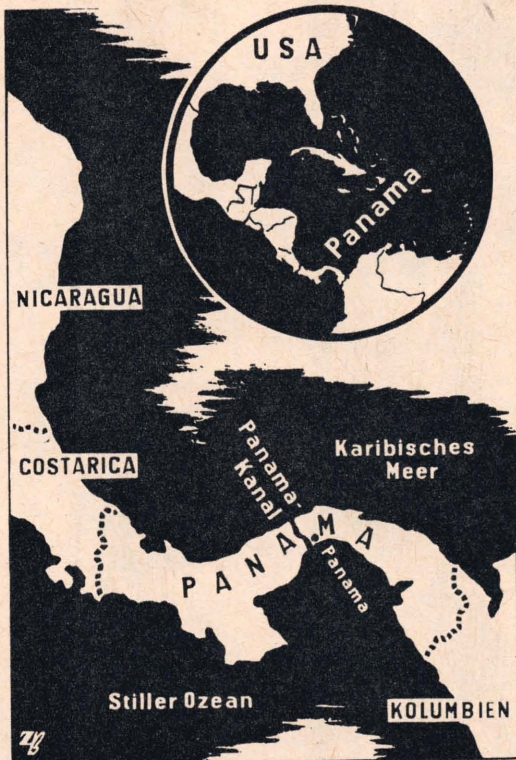 USA
Panama
NICARAGUA
COSTARICA
Karibisches
Meer
Panama-
Kanal
PANAMA
Panama
Stiller Ozean
KOLUMBIEN